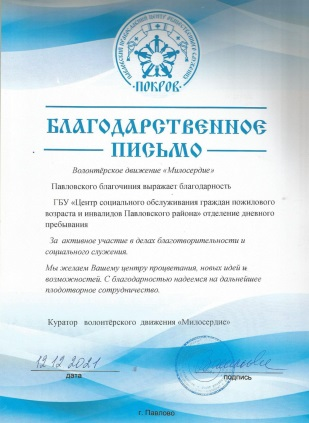 ·ПОКРОВ·
БЛАГОДАРСТВЕННОЕ
ПИСЬМО
Волонтёрское движение «Милосердие»
Павловского благочиния выражает благодарность
ГБУ «Центр социального обслуживания граждан пожилого
возраста и инвалидов Павловского района» отделение дневного
пребывания
За активное участие в делах благотворительности и
социального служения.
Мы желаем Вашему центру процветания, новых идей и
возможностей. С благодарностью надеемся на дальнейшее
плодотворное сотрудничество.
Куратор волонтёрского движения «Милосердие»
12.12 2021
дата
подпись
г. Павлово